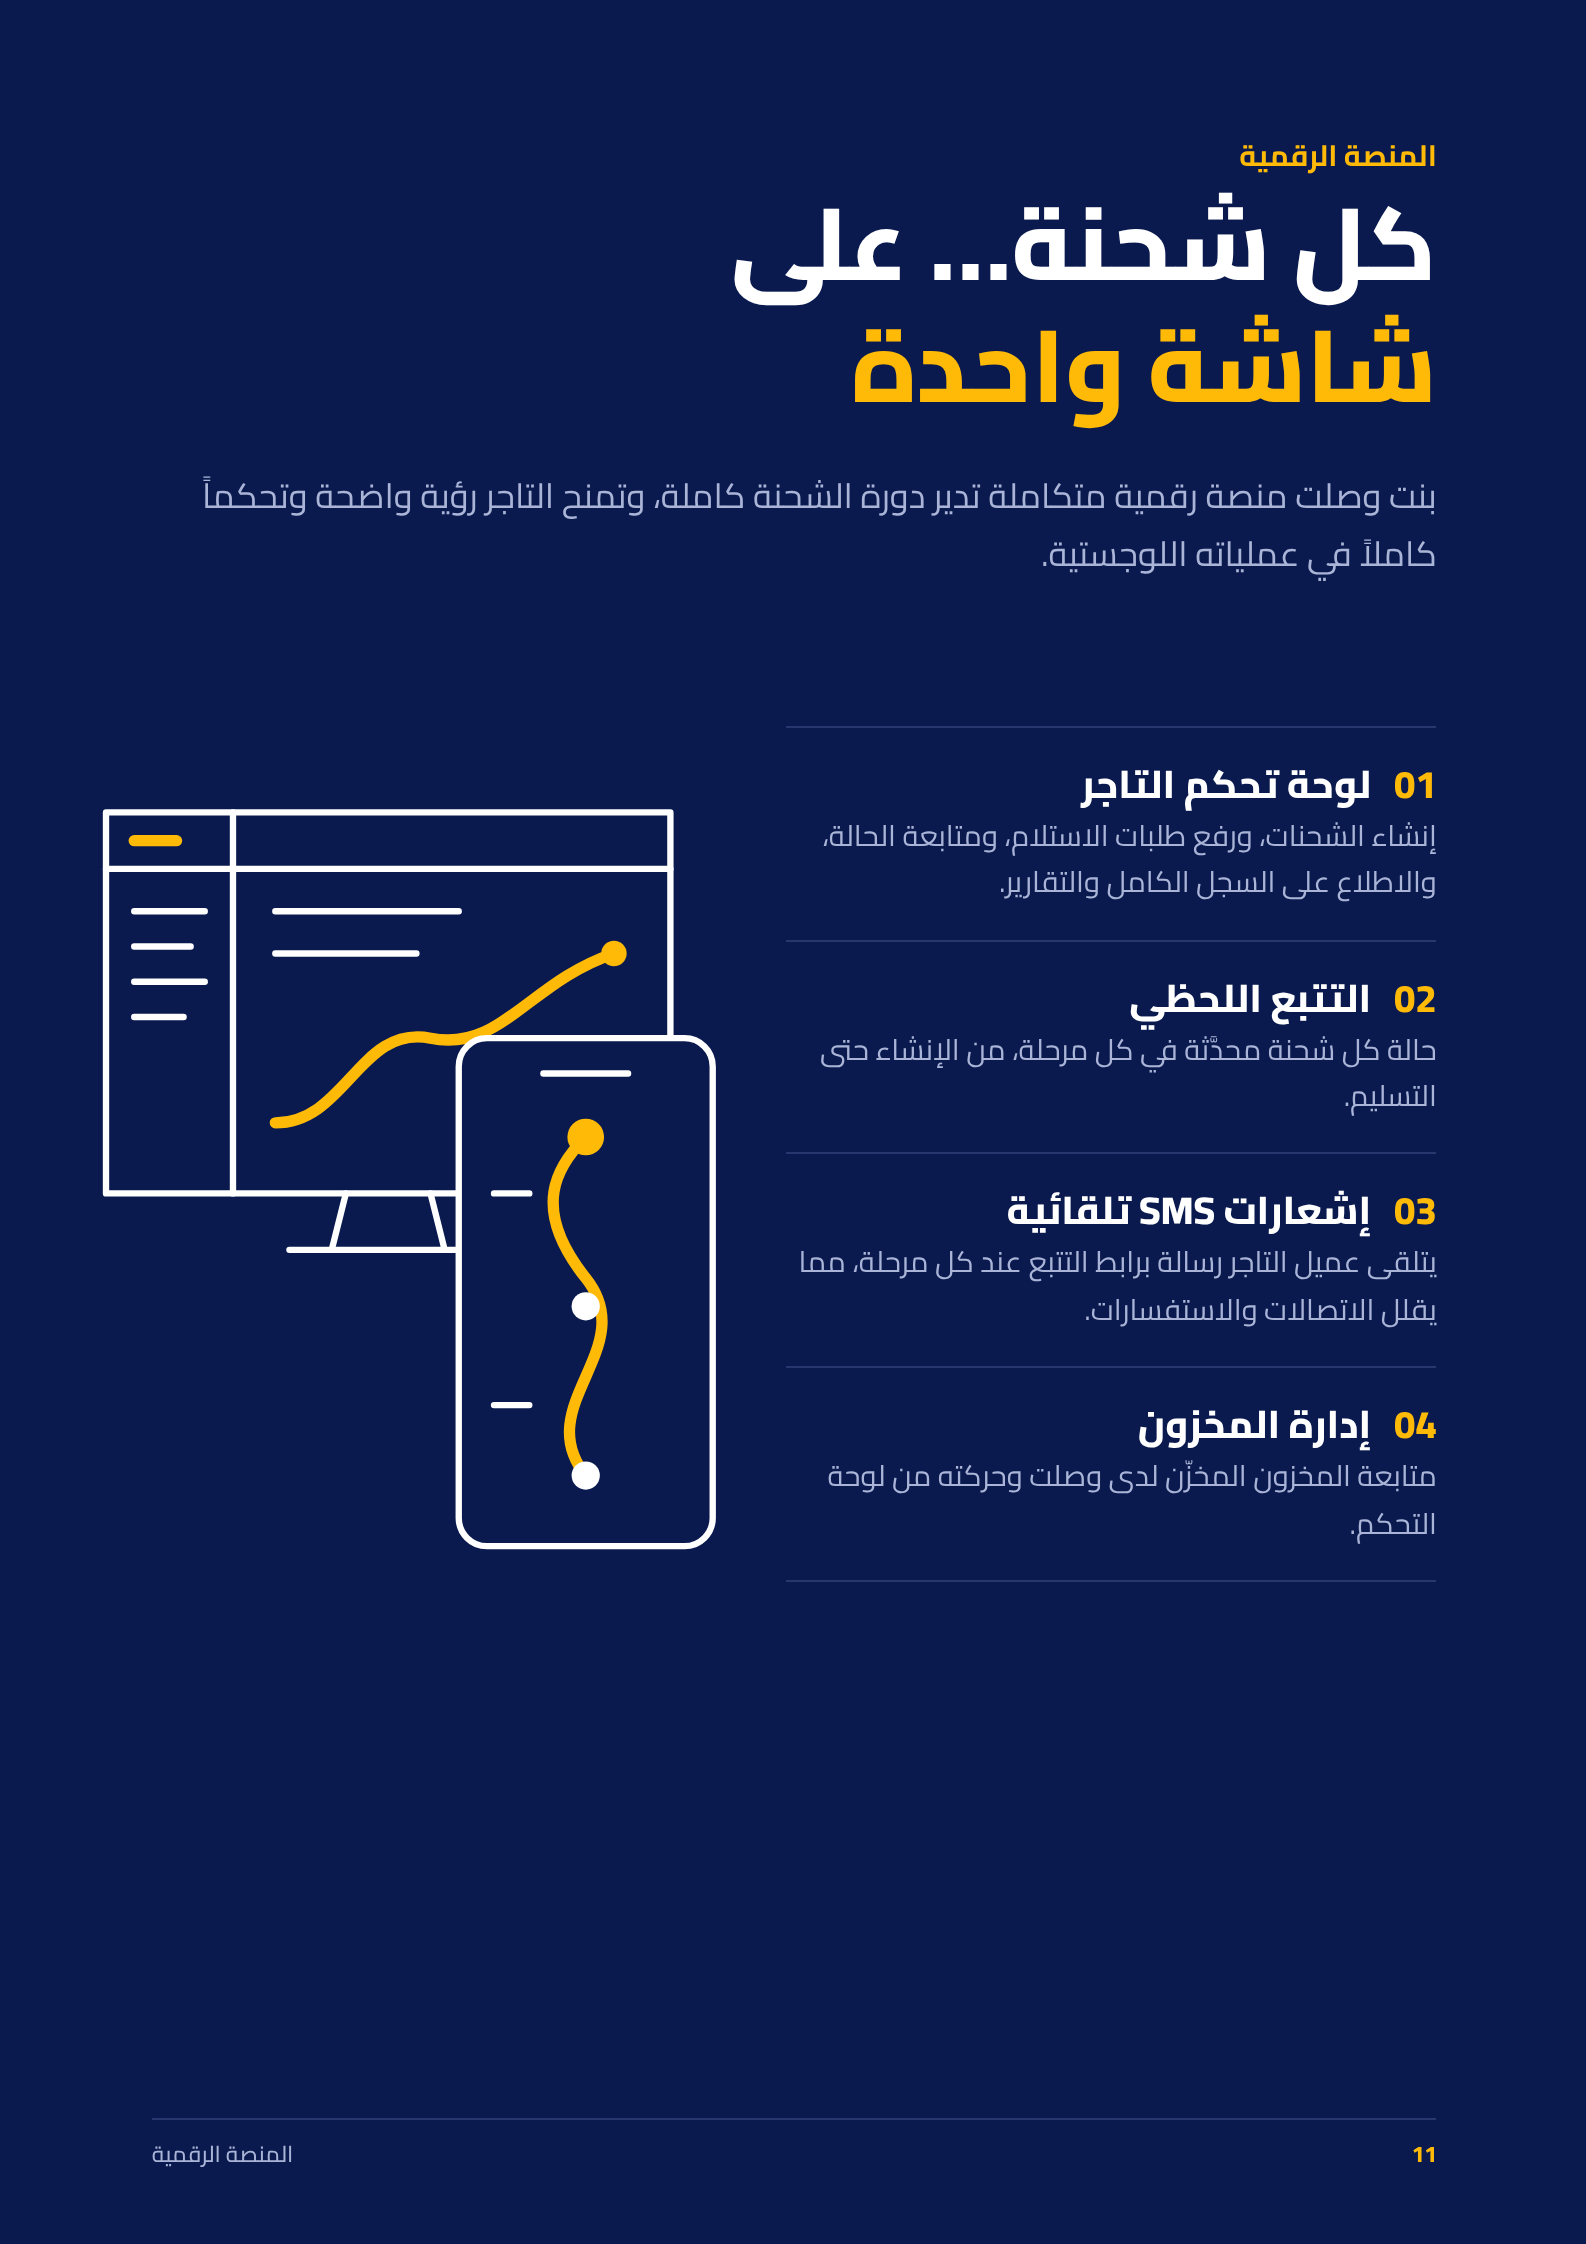 المنصة الرقمية
كل شحنة... على
شاشة واحدة
بنت وصلت منصة رقمية متكاملة تدير دورة الشحنة كاملة، وتمنح التاجر رؤية واضحة وتحكماً
كاملاً في عملياته اللوجستية.
01 لوحة تحكم التاجر
إنشاء الشحنات، ورفع طلبات الاستلام، ومتابعة الحالة،
والاطلاع على السجل الكامل والتقارير.
02 التتبع اللحظي
حالة كل شحنة محدَّثة في كل مرحلة، من الإنشاء حتى
التسليم.
03 إشعارات SMS تلقائية
يتلقى عميل التاجر رسالة برابط التتبع عند كل مرحلة، مما
يقلل الاتصالات والاستفسارات.
04 إدارة المخزون
متابعة المخزون المخزّن لدى وصلت وحركته من لوحة
التحكم.
11 المنصة الرقمية